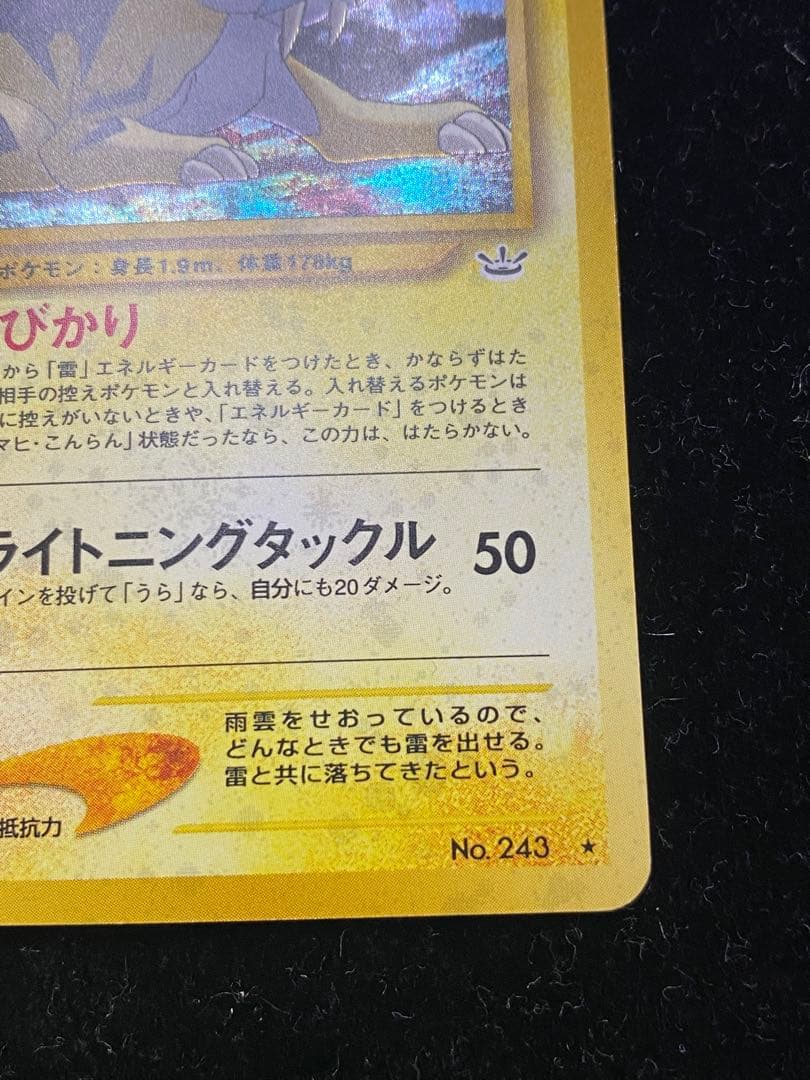 ポケモン：身長1.9m、体重178kg
びかり
から「雷」エネルギーカードをつけたとき、かならずはた
相手の控えポケモンと入れ替える。入れ替えるポケモンは
に控えがいないときや、「エネルギーカード」をつけるとき
マヒ・こんらん」状態だったなら、この力は、はたらかない。
ライトニングタックル 50
インを投げて「うら」なら、自分にも20ダメージ。
雨雲をせおっているので、
どんなときでも雷を出せる。
雷と共に落ちてきたという。
抵抗力
No. 243 ★